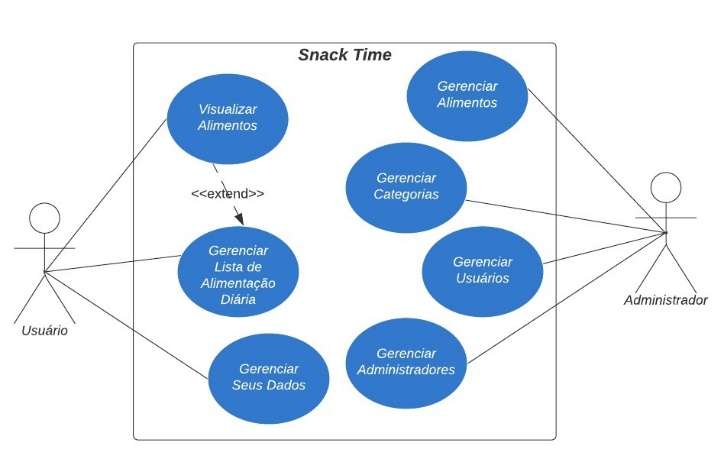 Snack Time
Visualizar
Alimentos
<<extend>>
Gerenciar
Lista de
Alimentação
Diária
Gerenciar
Seus Dados
Gerenciar
Alimentos
Gerenciar
Categorias
Gerenciar
Usuários
Gerenciar
Administradores
Usuário
Administrador